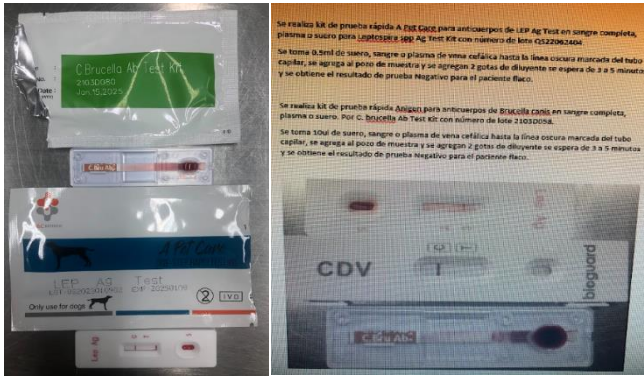 C.Brucella Ab Test Kit
2103D080
Jan.15,2025
C.Bru Ab
A Pet Care
LEP Ag Test
Only use for dogs
IVD
Lep Ag
Se realiza kit de prueba rápida A Pet Care para anticuerpos de LEP Ag Test en sangre completa,
plasma o suero para Leptospira spp Ag Test Kit con número de lote QS22062404.
Se toma 0.5ml de suero, sangre o plasma de vena cefálica hasta la línea oscura marcada del tubo
capilar, se agrega al pozo de muestra y se agregan 2 gotas de diluyente se espera de 3 a 5 minutos
y se obtiene el resultado de prueba Negativo para el paciente flaco.
Se realiza kit de prueba rápida Anigen para anticuerpos de Brucella canis en sangre completa,
plasma o suero. Por C. brucella Ab Test Kit con número de lote 2103D058.
Se toma 10ul de suero, sangre o plasma de vena cefálica hasta la línea oscura marcada del tubo
capilar, se agrega al pozo de muestra y se agregan 2 gotas de diluyente se espera de 3 a 5 minutos
y se obtiene el resultado de prueba Negativo para el paciente flaco.
Lep Ag
CDV
bioguard
C.Bru Ab